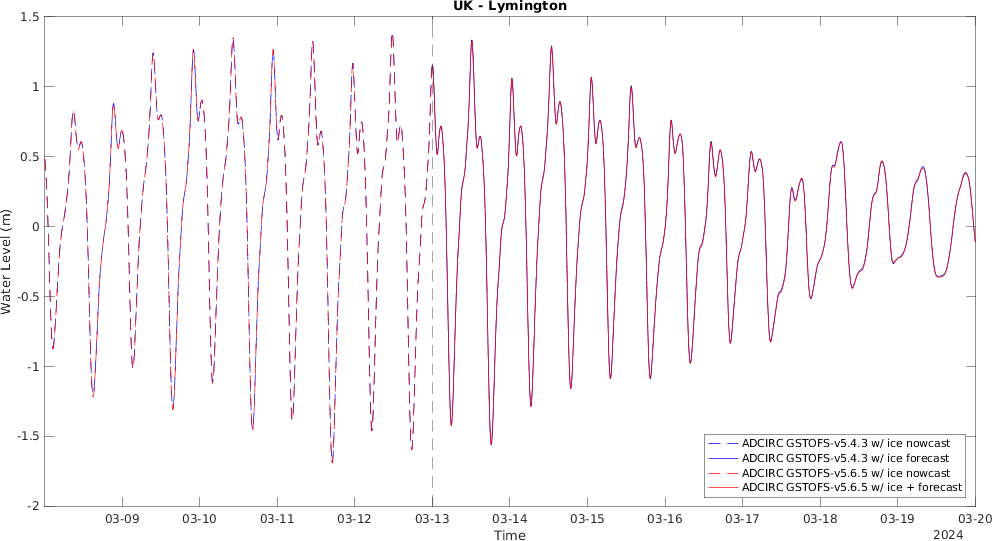 UK - Lymington
1.5
1
0.5
0
-0.5
-1
-1.5
-2
Water Level (m)
03-09 03-10 03-11 03-12 03-13 03-14 03-15 03-16 03-17 03-18 03-19 03-20
Time
2024
ADCIRC GSTOFS-v5.4.3 w/ ice nowcast
ADCIRC GSTOFS-v5.4.3 w/ ice forecast
ADCIRC GSTOFS-v5.6.5 w/ ice nowcast
ADCIRC GSTOFS-v5.6.5 w/ ice + forecast